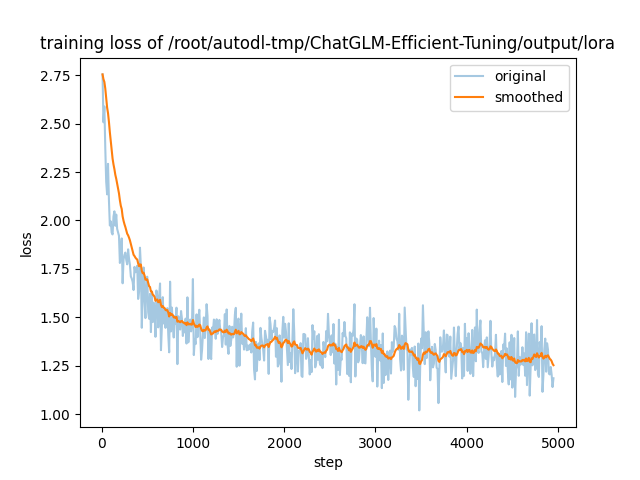 training loss of /root/autodl-tmp/ChatGLM-Efficient-Tuning/output/lora
original
smoothed
2.75
2.50
2.25
2.00
1.75
1.50
1.25
1.00
loss
0
1000
2000
3000
4000
5000
step